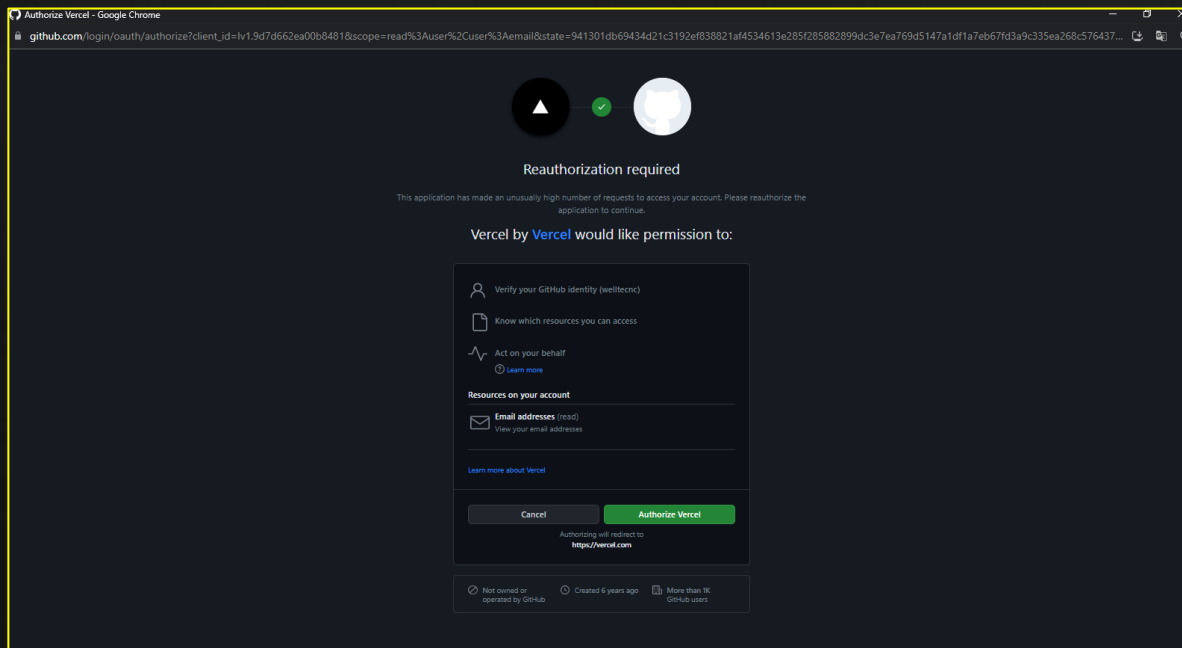 Authorize Vercel - Google Chrome
github.com/login/oauth/authorize?client_id=Iv1.9d7d662ea00b8481&scope=read%3Auser%2Cuser%3Aemail&state=941301db69434d21c3192ef838821af4534613e285f285882899dc3e7ea769d5147a1df1a7eb67fd3a9c335ea268c576437...
Reauthorization required
This application has made an unusually high number of requests to access your account. Please reauthorize the
application to continue.
Vercel by Vercel would like permission to:
Verify your GitHub identity (welltecnc)
Know which resources you can access
Act on your behalf
Learn more
Resources on your account
Email addresses (read)
View your email addresses
Learn more about Vercel
Cancel
Authorize Vercel
Authorizing will redirect to
https://vercel.com
Not owned or
operated by GitHub
Created 6 years ago
More than 1K
GitHub users